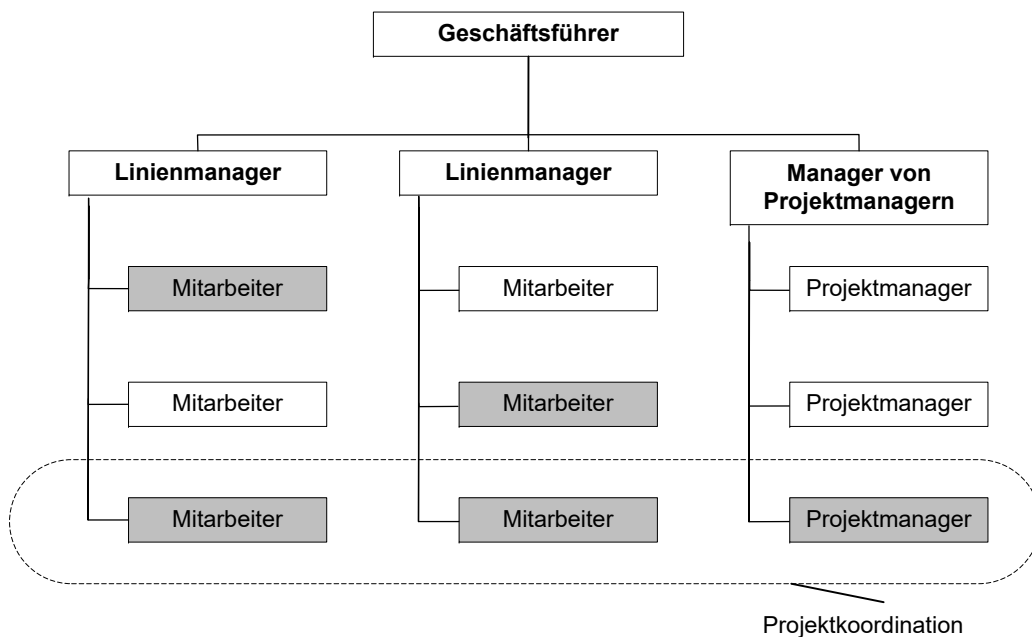 Geschäftsführer
Linienmanager
Linienmanager
Manager von
Projektmanagern
Mitarbeiter
Mitarbeiter
Projektmanager
Mitarbeiter
Mitarbeiter
Projektmanager
Mitarbeiter
Mitarbeiter
Projektmanager
Projektkoordination